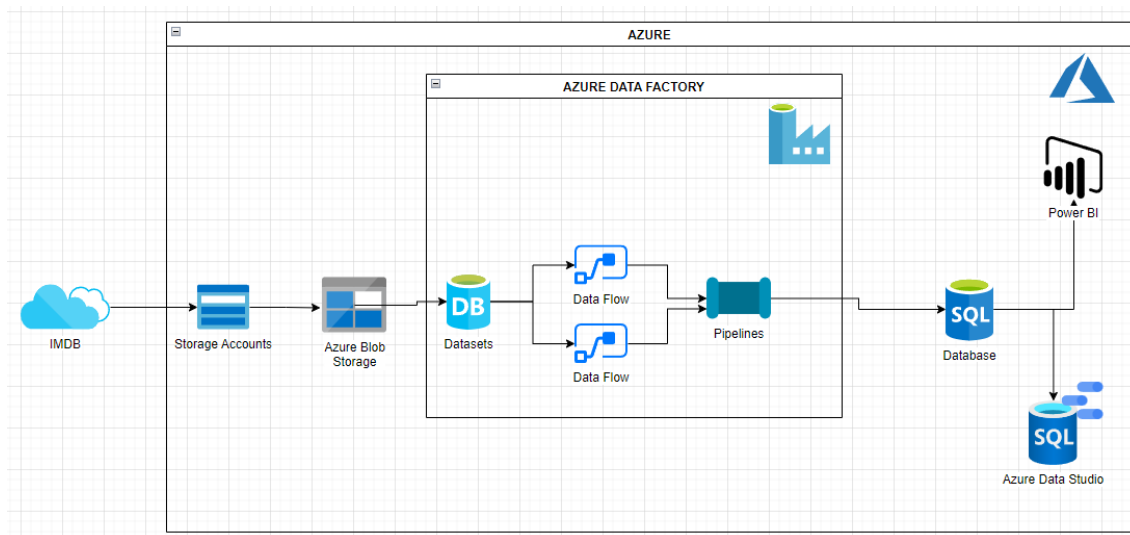 AZURE
AZURE DATA FACTORY
Power BI
Data Flow
DB
SQL
IMDB
Storage Accounts
Azure Blob
Storage
Datasets
Pipelines
Database
Data Flow
SQL
Azure Data Studio